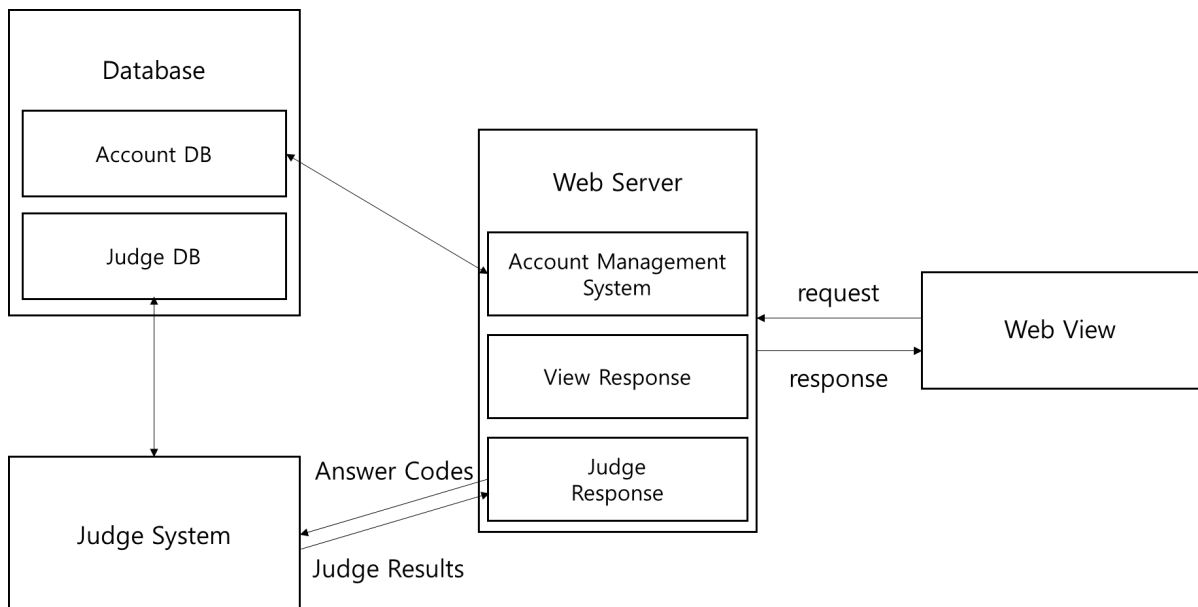 Database
Account DB
Judge DB
Web Server
Account Management
System
View Response
Judge
Response
request
response
Web View
Answer Codes
Judge Results
Judge System